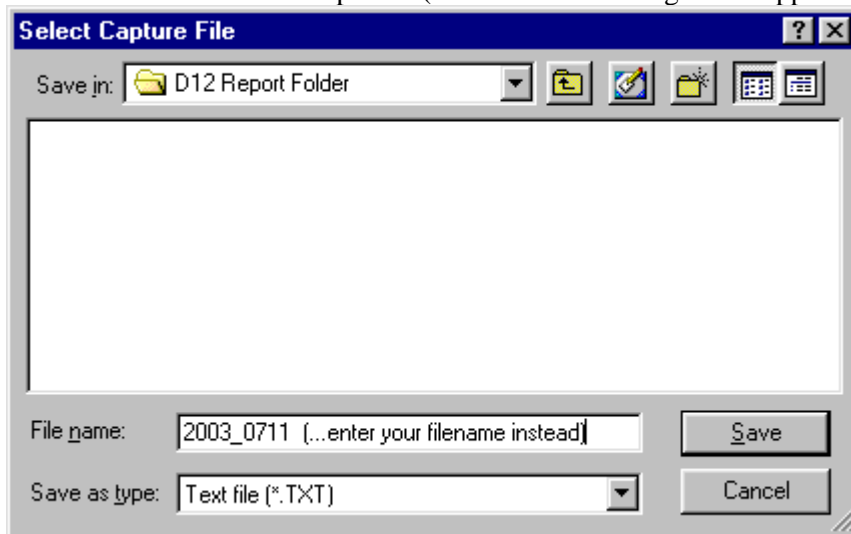 Select Capture File
Save in: D12 Report Folder
File name: 2003_0711 (...enter your filename instead)
Save
Save as type: Text file (*.TXT)
Cancel